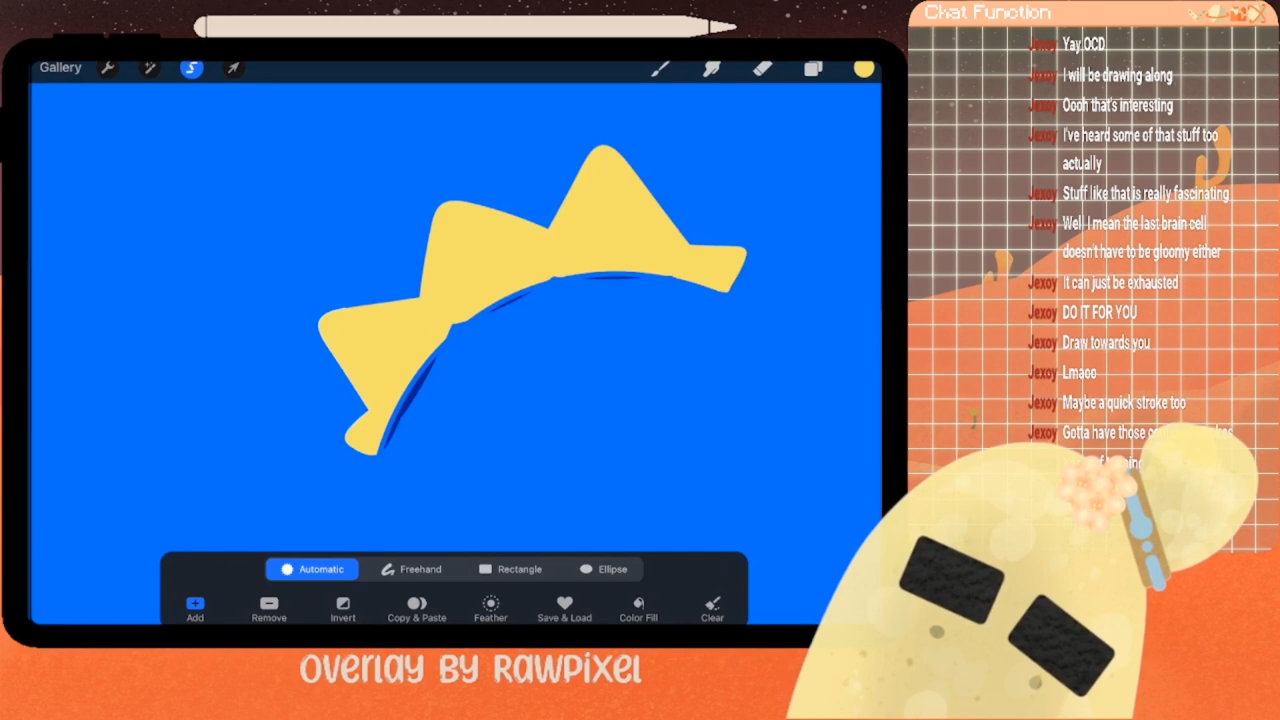 Chat Function
Gallery
Jexoy Yay OCD
Jexoy I will be drawing along
Jexoy Oooh that's interesting
Jexoy I've heard some of that stuff too
actually
Jexoy Stuff like that is really fascinating
Jexoy Well I mean the last brain cell
doesn't have to be gloomy either
Jexoy It can just be exhausted
Jexoy DO IT FOR YOU
Jexoy Draw towards you
Jexoy Lmaoo
Jexoy Maybe a quick stroke too
Jexoy Gotta have those
Automatic Freehand Rectangle Ellipse
Add Remove Invert Copy & Paste Feather Save & Load Color Fill Clear
OVERLAY BY RAWPIXEL